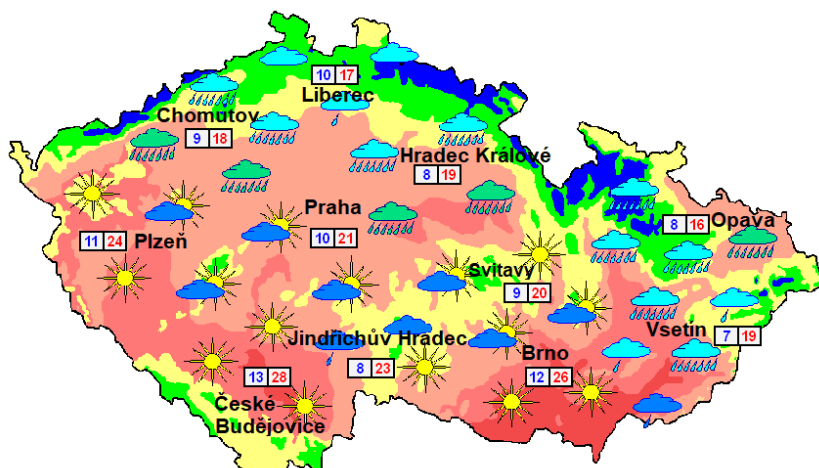 10 17
Liberec
Chomutov
9 18
Hradec Králové
8 19
Praha
10 21
11 24
Plzeň
8 16
Opava
Svitavy
9 20
Vsetín
7 19
Jindřichův Hradec
8 23
Brno
12 26
13 28
České
Budějovice